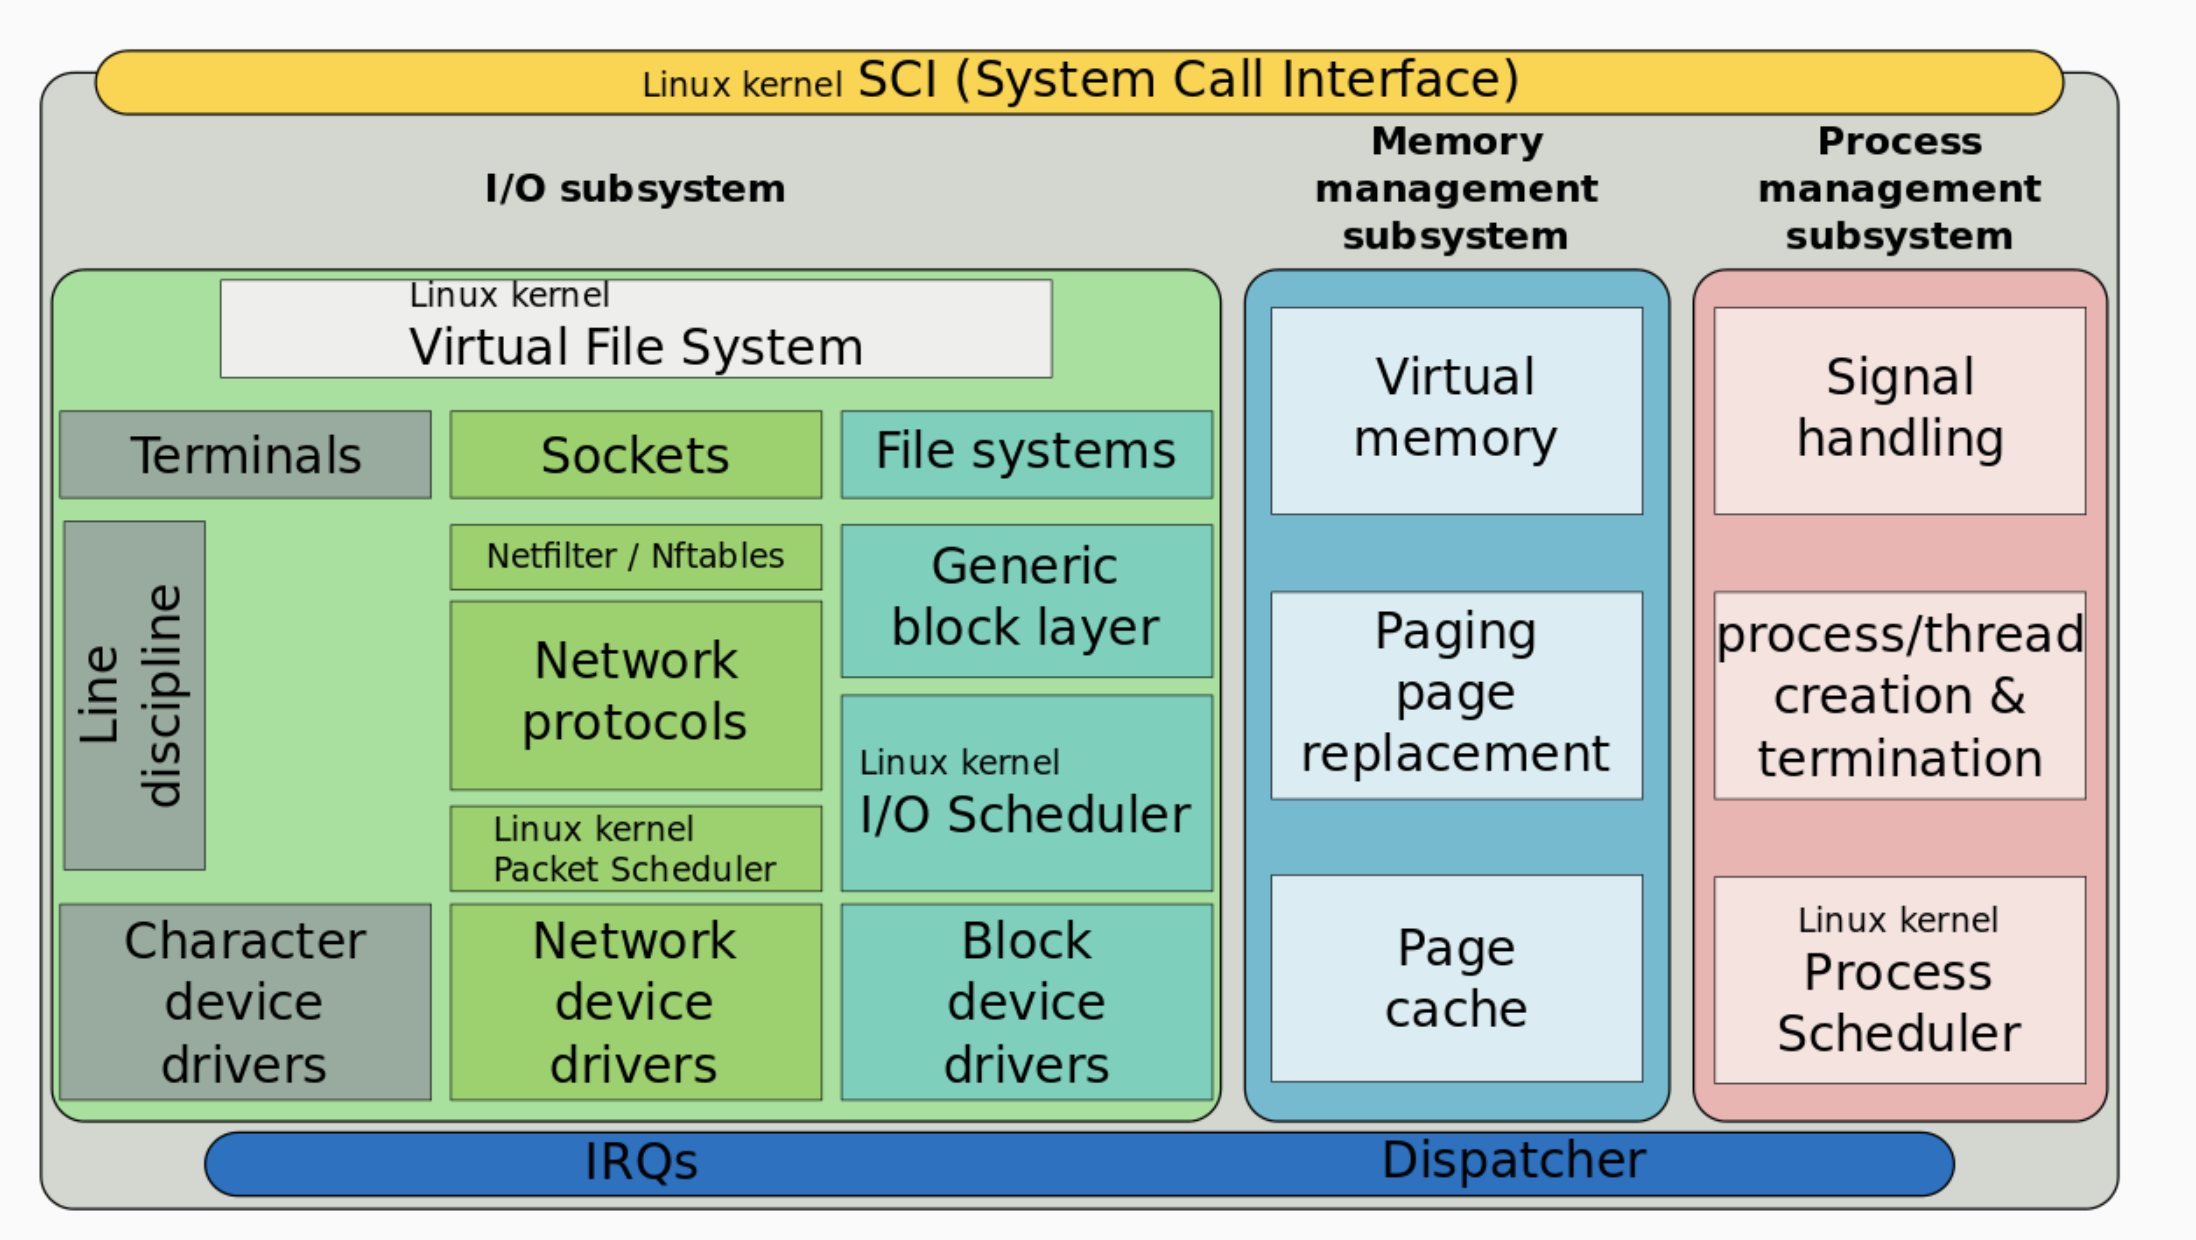 Linux kernel SCI (System Call Interface)
I/O subsystem
Memory
management
subsystem
Process
management
subsystem
Linux kernel
Virtual File System
Terminals
Sockets
File systems
Line
discipline
Netfilter / Nftables
Network
protocols
Linux kernel
Packet Scheduler
Generic
block layer
Linux kernel
I/O Scheduler
Character
device
drivers
Network
device
drivers
Block
device
drivers
Virtual
memory
Paging
page
replacement
Page
cache
Signal
handling
process/thread
creation &
termination
Linux kernel
Process
Scheduler
IRQs
Dispatcher